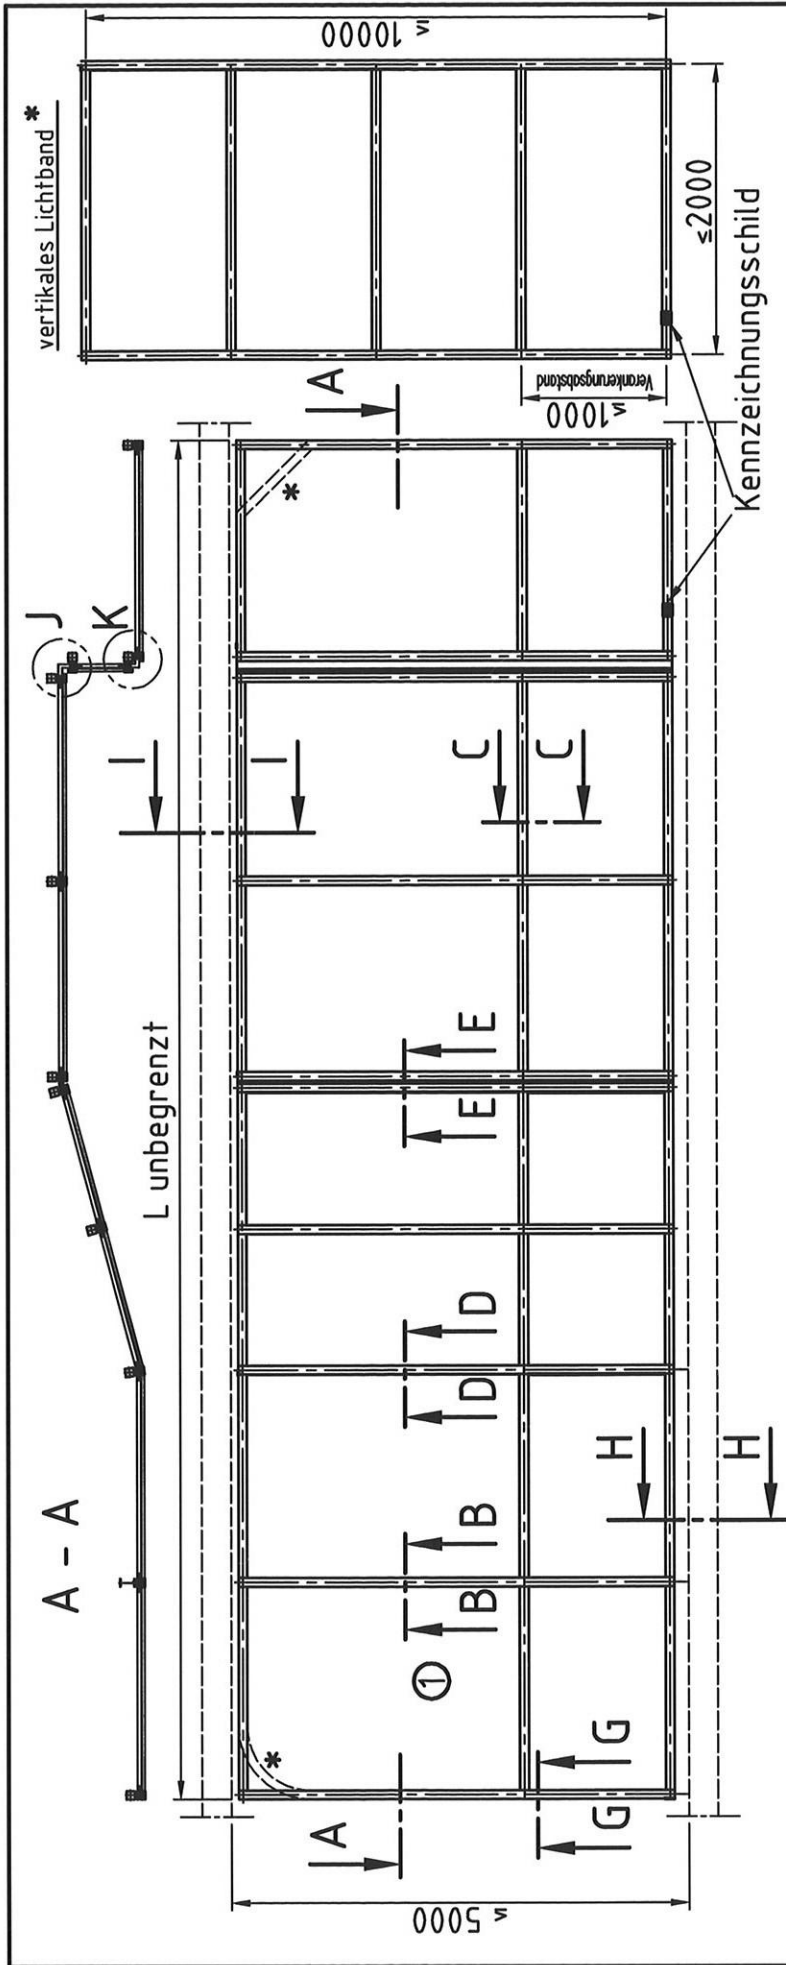 A - A
J
K
L unbegrenzt
vertikales Lichtband *
≤ 10000
≤2000
≤1000
Verankerungsabstand
Kennzeichnungsschild
≤ 5000
A
A
I
I
C
C
E
E
D
D
B
B
H
H
G
G
1
*
*